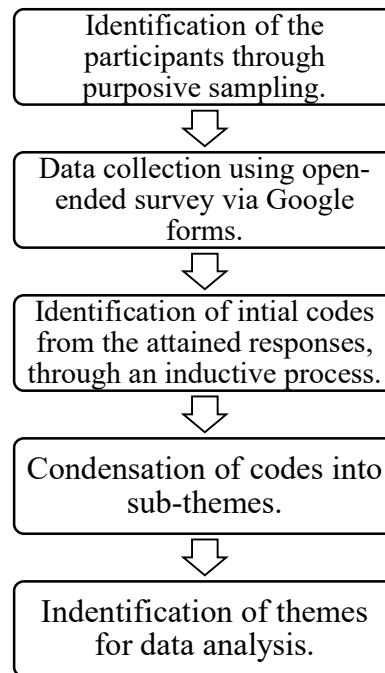 Identification of the
participants through
purposive sampling.
Data collection using open-
ended survey via Google
forms.
Identification of intial codes
from the attained responses,
through an inductive process.
Condensation of codes into
sub-themes.
Indentification of themes
for data analysis.